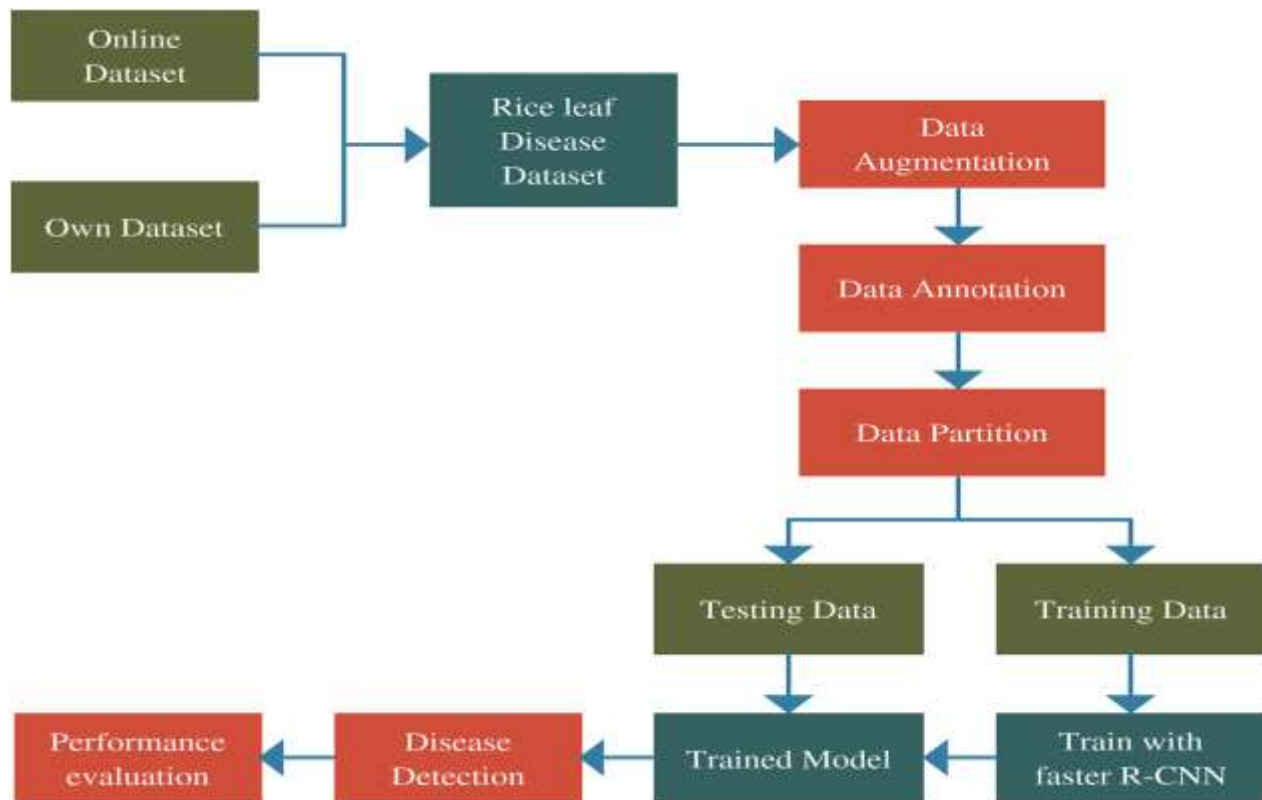 Online
Dataset
Own Dataset
Rice leaf
Disease
Dataset
Data
Augmentation
Data Annotation
Data Partition
Testing Data
Training Data
Performance
evaluation
Disease
Detection
Trained Model
Train with
faster R-CNN